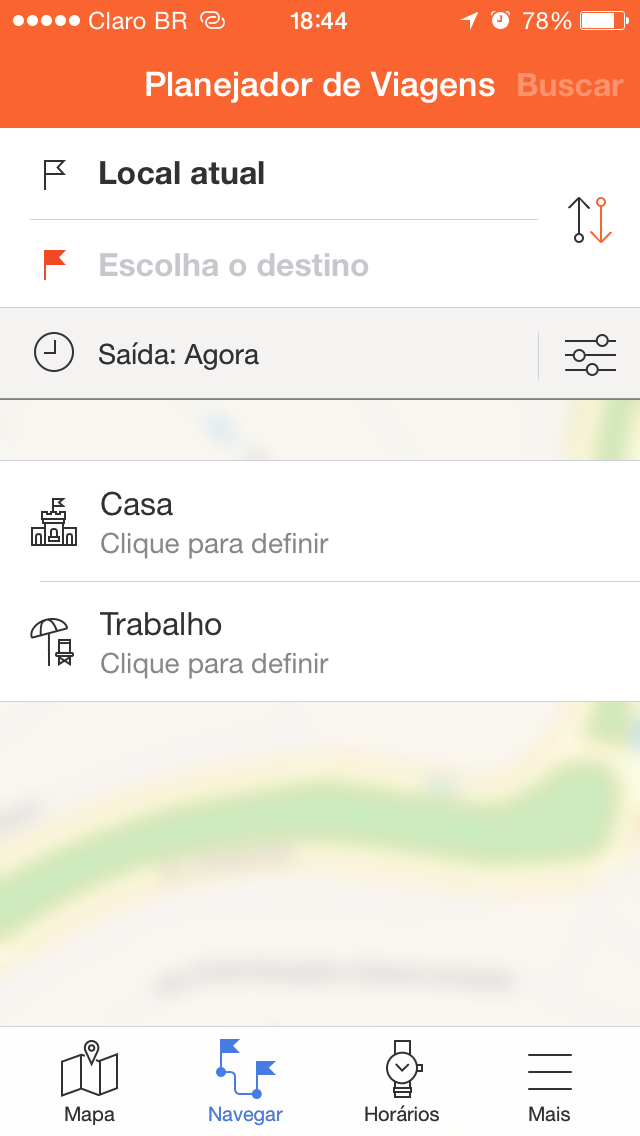 Claro BR 18:44 78%
Planejador de Viagens Buscar
Local atual
Escolha o destino
Saída: Agora
Casa
Clique para definir
Trabalho
Clique para definir
Mapa Navegar Horários Mais